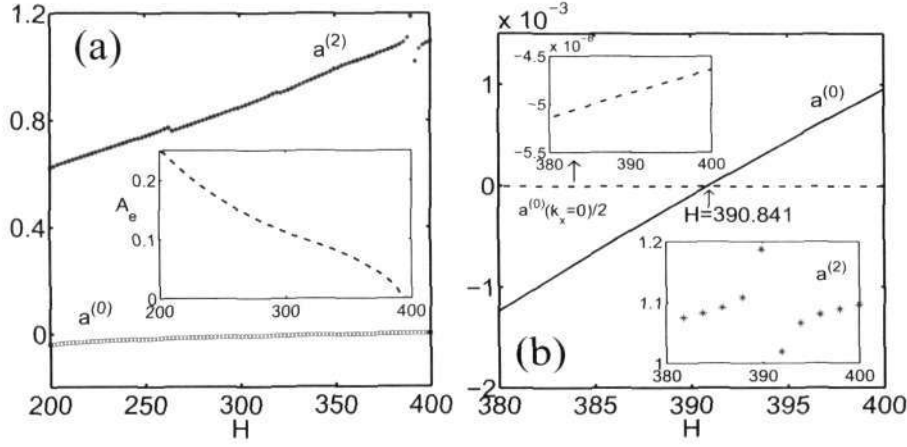 (a)
1.2
0.8
0.4
0
a(2)
a(0)
0.2
0.1
0
A_e
200 300 400
200 250 300 350 400
H
(b)
x 10^-3
1
0
-1
-2
x 10^-8
-4.5
-5
-5.5
380 390 400
a(0)
a(0)(k_x=0)/2
H=390.841
1.2
1.1
1
a(2)
380 390 400
380 385 390 395 400
H